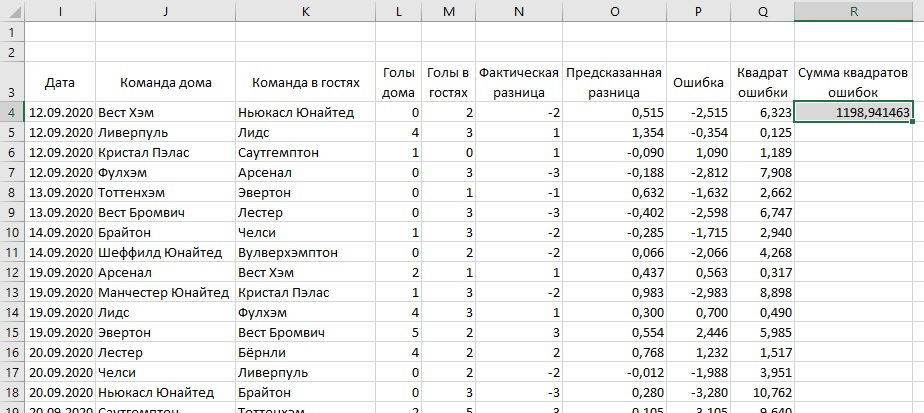 I J K L M N O P Q R
1
2
3 Дата Команда дома Команда в гостях Голы дома Голы в гостях Фактическая разница Предсказанная разница Ошибка Квадрат ошибки Сумма квадратов ошибок
4 12.09.2020 Вест Хэм Ньюкасл Юнайтед 0 2 -2 0,515 -2,515 6,323 1198,941463
5 12.09.2020 Ливерпуль Лидс 4 3 1 1,354 -0,354 0,125
6 12.09.2020 Кристал Пэлас Саутгемптон 1 0 1 -0,090 1,090 1,189
7 12.09.2020 Фулхэм Арсенал 0 3 -3 -0,188 -2,812 7,908
8 13.09.2020 Тоттенхэм Эвертон 0 1 -1 0,632 -1,632 2,662
9 13.09.2020 Вест Бромвич Лестер 0 3 -3 -0,402 -2,598 6,747
10 14.09.2020 Брайтон Челси 1 3 -2 -0,285 -1,715 2,940
11 14.09.2020 Шеффилд Юнайтед Вулверхэмптон 0 2 -2 0,066 -2,066 4,268
12 19.09.2020 Арсенал Вест Хэм 2 1 1 0,437 0,563 0,317
13 19.09.2020 Манчестер Юнайтед Кристал Пэлас 1 3 -2 0,983 -2,983 8,898
14 19.09.2020 Лидс Фулхэм 4 3 1 0,300 0,700 0,490
15 19.09.2020 Эвертон Вест Бромвич 5 2 3 0,554 2,446 5,985
16 20.09.2020 Лестер Бёрнли 4 2 2 0,768 1,232 1,517
17 20.09.2020 Челси Ливерпуль 0 2 -2 -0,012 -1,988 3,951
18 20.09.2020 Ньюкасл Юнайтед Брайтон 0 3 -3 0,280 -3,280 10,762
19 20.09.2020 Саутгемптон Тоттенхэм 2 5